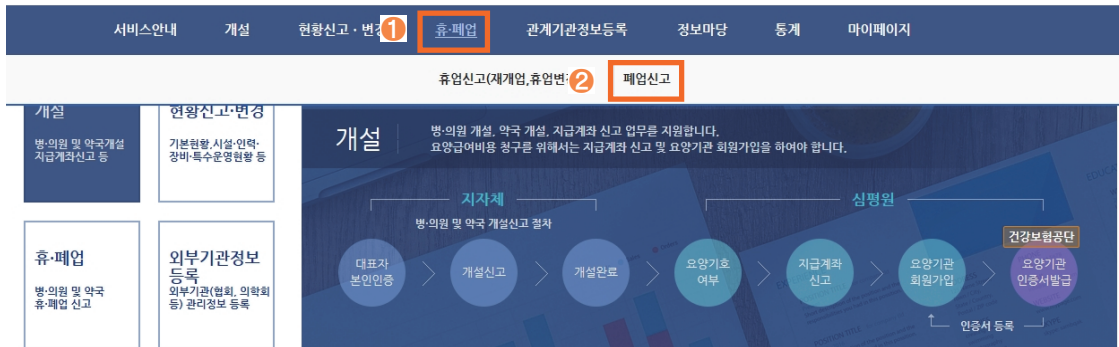 서비스안내 개설 현황신고 · 변경 휴·폐업 관계기관정보등록 정보마당 통계 마이페이지
1
휴업신고(재개업,휴업변 폐업신고
2
개설
병·의원 및 약국개설
지급계좌신고 등
현황신고·변경
기본현황,시설·인력·
장비·특수운영현황 등
개설
병·의원 개설, 약국 개설, 지급계좌 신고 업무를 지원합니다.
요양급여비용 청구를 위해서는 지급계좌 신고 및 요양기관 회원가입을 하여야 합니다.
휴·폐업
병·의원 및 약국
휴·폐업 신고
외부기관정보
등록
외부기관(협회, 의학회
등) 관리정보 등록
지자체
병·의원 및 약국 개설신고 절차
심평원
건강보험공단
대표자
본인인증
개설신고
개설완료
요양기호
여부
지급계좌
신고
요양기관
회원가입
요양기관
인증서발급
인증서 등록